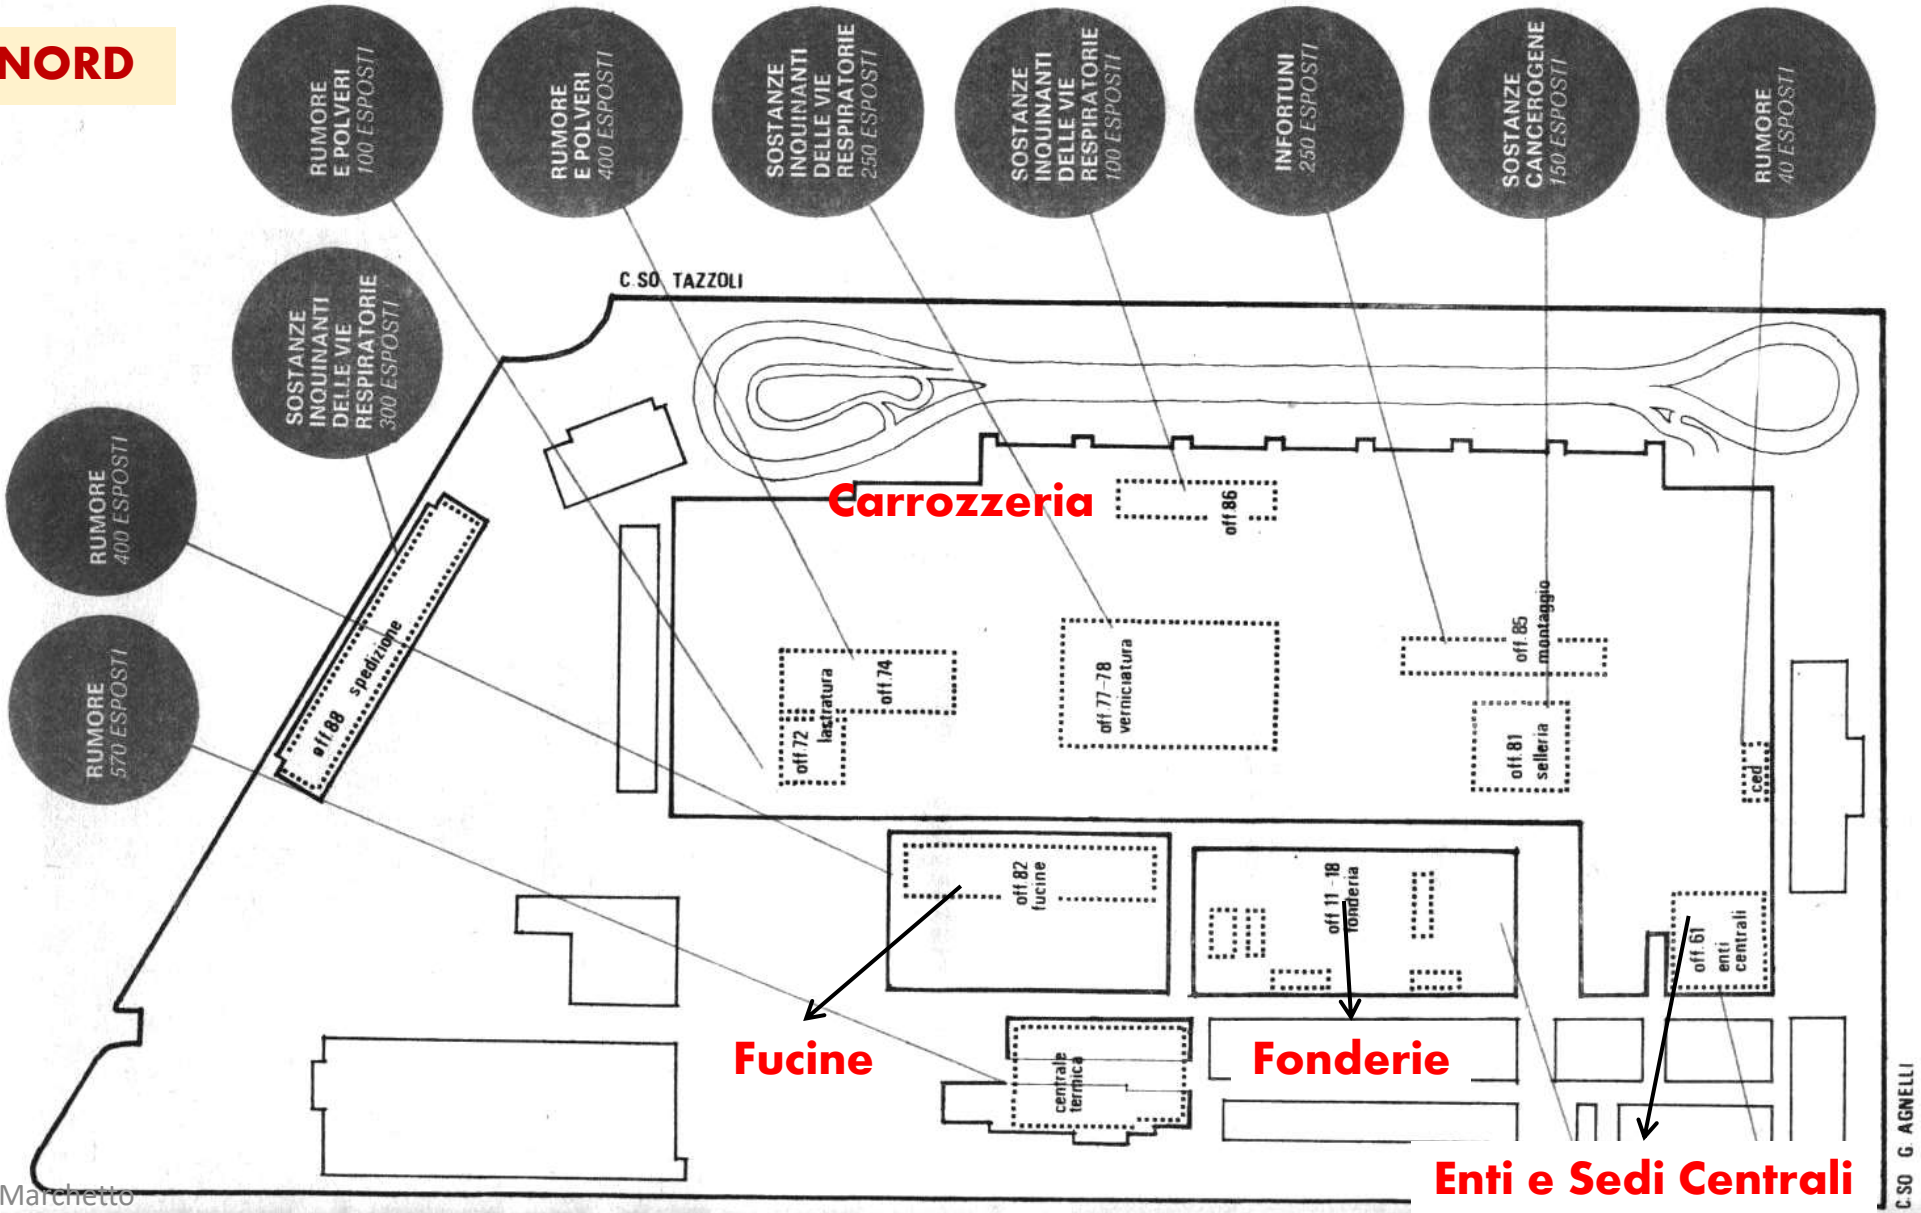 NORD
RUMORE
E POLVERI
100 ESPOSTI
RUMORE
E POLVERI
400 ESPOSTI
SOSTANZE
INQUINANTI
DELLE VIE
RESPIRATORIE
250 ESPOSTI
SOSTANZE
INQUINANTI
DELLE VIE
RESPIRATORIE
100 ESPOSTI
INFORTUNI
250 ESPOSTI
SOSTANZE
CANCEROGENE
150 ESPOSTI
RUMORE
40 ESPOSTI
SOSTANZE
INQUINANTI
DELLE VIE
RESPIRATORIE
300 ESPOSTI
RUMORE
400 ESPOSTI
RUMORE
570 ESPOSTI
C.SO TAZZOLI
Carrozzeria
off.86
off.88 spedizione
off.72
lastratura
off.74
off.77-78
verniciatura
off.85
montaggio
off.81
selleria
ced
off.82
fucine
off 11-18
fonderia
off.61
enti
centrali
centrale
termica
Fucine
Fonderie
Enti e Sedi Centrali
C.SO G. AGNELLI
Marchetto